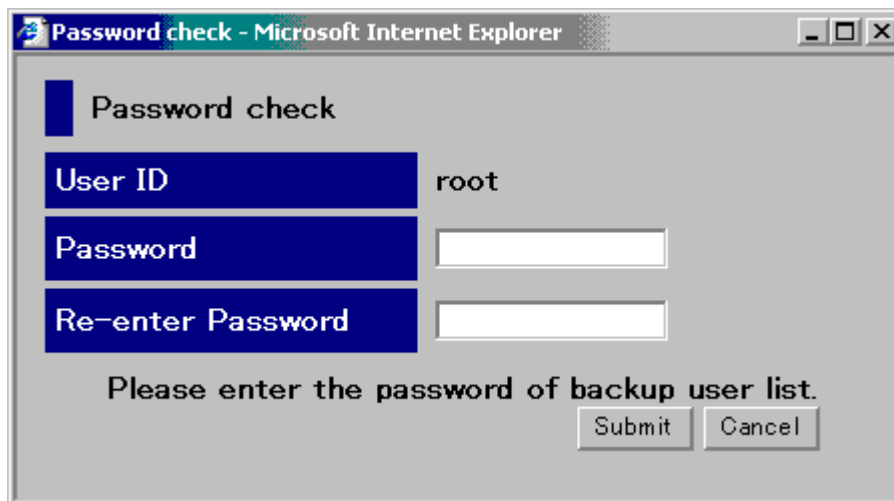 Password check - Microsoft Internet Explorer
Password check
User ID root
Password
Re-enter Password
Please enter the password of backup user list.
Submit Cancel